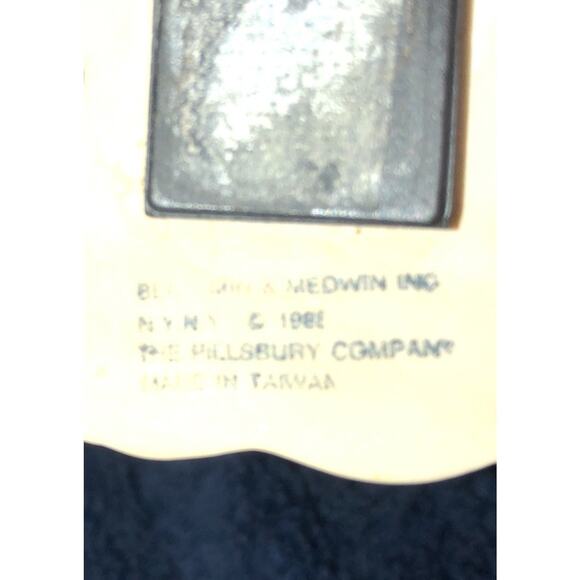 & MEDWIN INC
N.Y. N.Y. ©
THE PILLSBURY COMPANY
MADE IN TAIWAN